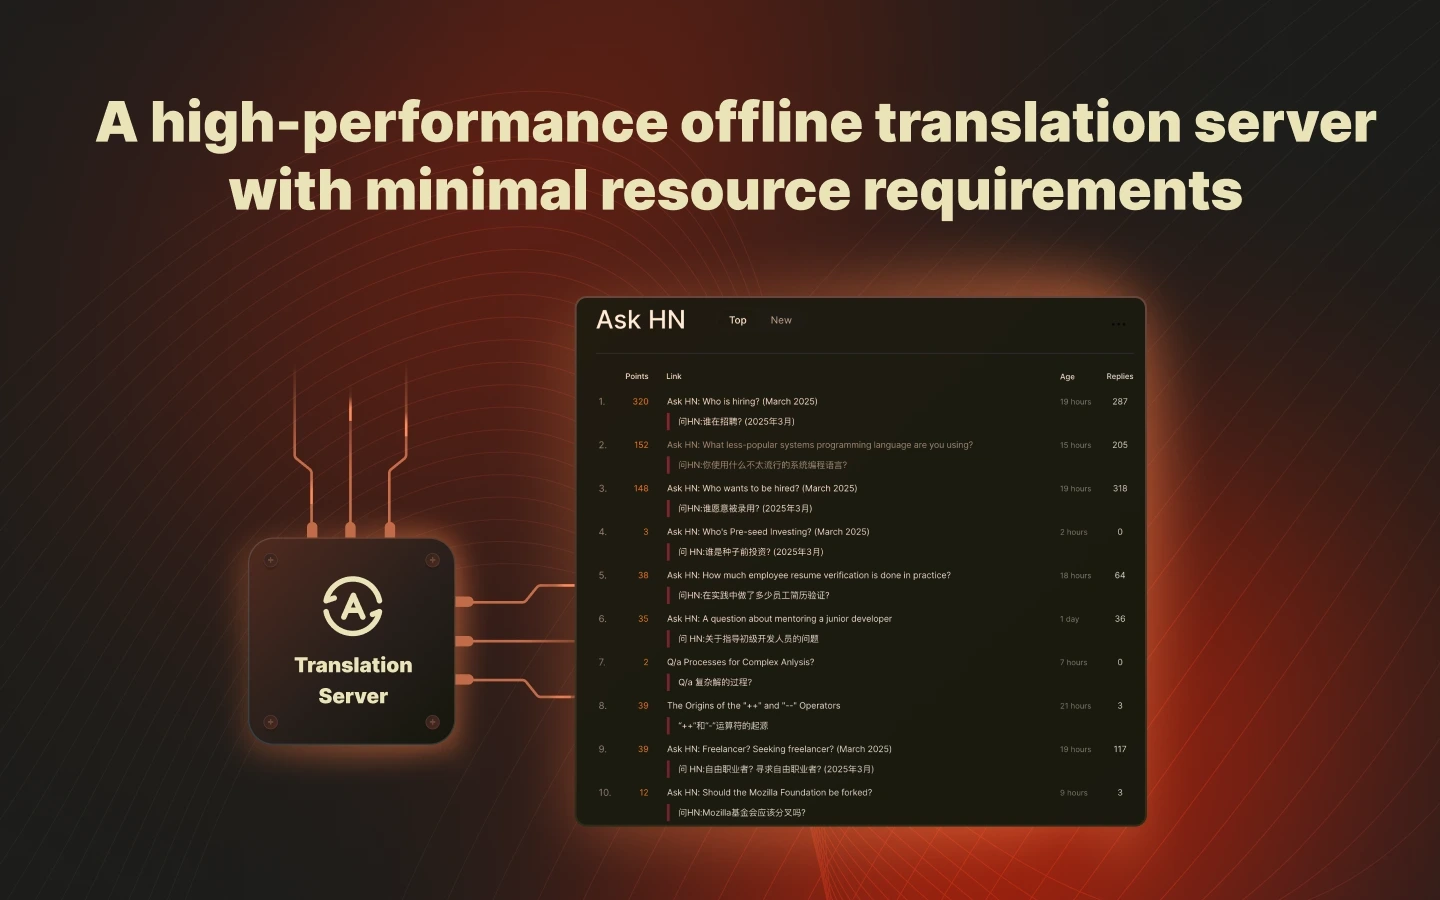 A high-performance offline translation server
with minimal resource requirements
Translation
Server
Ask HN Top New ...
Points Link Age Replies
1. 320 Ask HN: Who is hiring? (March 2025) 19 hours 287
问HN:谁在招聘? (2025年3月)
2. 152 Ask HN: What less-popular systems programming language are you using? 15 hours 205
问HN:你使用什么不太流行的系统编程语言?
3. 148 Ask HN: Who wants to be hired? (March 2025) 19 hours 318
问HN:谁愿意被录用? (2025年3月)
4. 3 Ask HN: Who's Pre-seed Investing? (March 2025) 2 hours 0
问 HN:谁是种子前投资? (2025年3月)
5. 38 Ask HN: How much employee resume verification is done in practice? 18 hours 64
问HN:在实践中做了多少员工简历验证?
6. 35 Ask HN: A question about mentoring a junior developer 1 day 36
问 HN:关于指导初级开发人员的问题
7. 2 Q/a Processes for Complex Anlysis? 7 hours 0
Q/a 复杂解的过程?
8. 39 The Origins of the "++" and "--" Operators 21 hours 3
"++"和"-"运算符的起源
9. 39 Ask HN: Freelancer? Seeking freelancer? (March 2025) 19 hours 117
问 HN:自由职业者? 寻求自由职业者? (2025年3月)
10. 12 Ask HN: Should the Mozilla Foundation be forked? 9 hours 3
问HN:Mozilla基金会应该分叉吗?